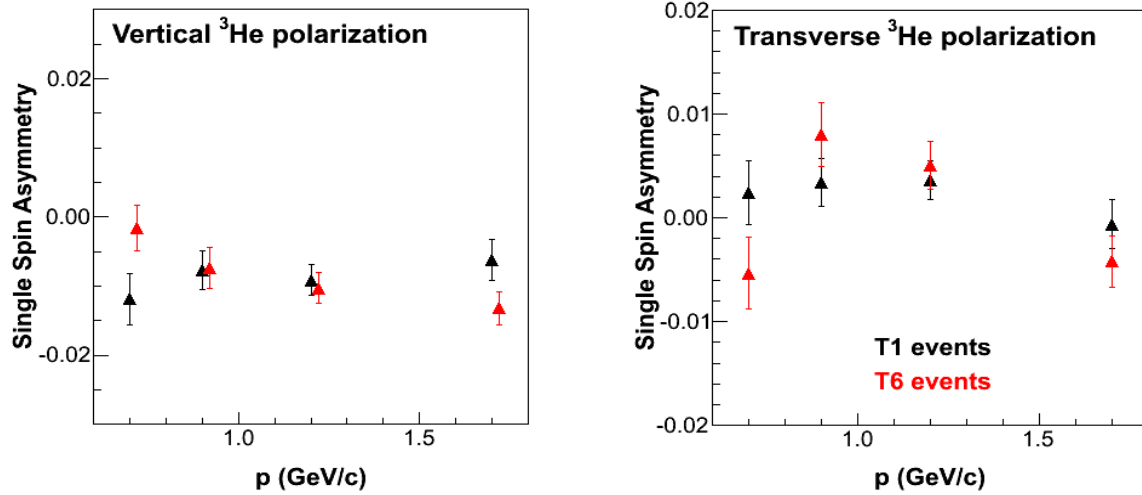 Vertical ³He polarization
Single Spin Asymmetry
0.02
0.00
-0.02
1.0
1.5
p (GeV/c)
Transverse ³He polarization
Single Spin Asymmetry
0.02
0.01
0.00
-0.01
-0.02
T1 events
T6 events
1.0
1.5
p (GeV/c)